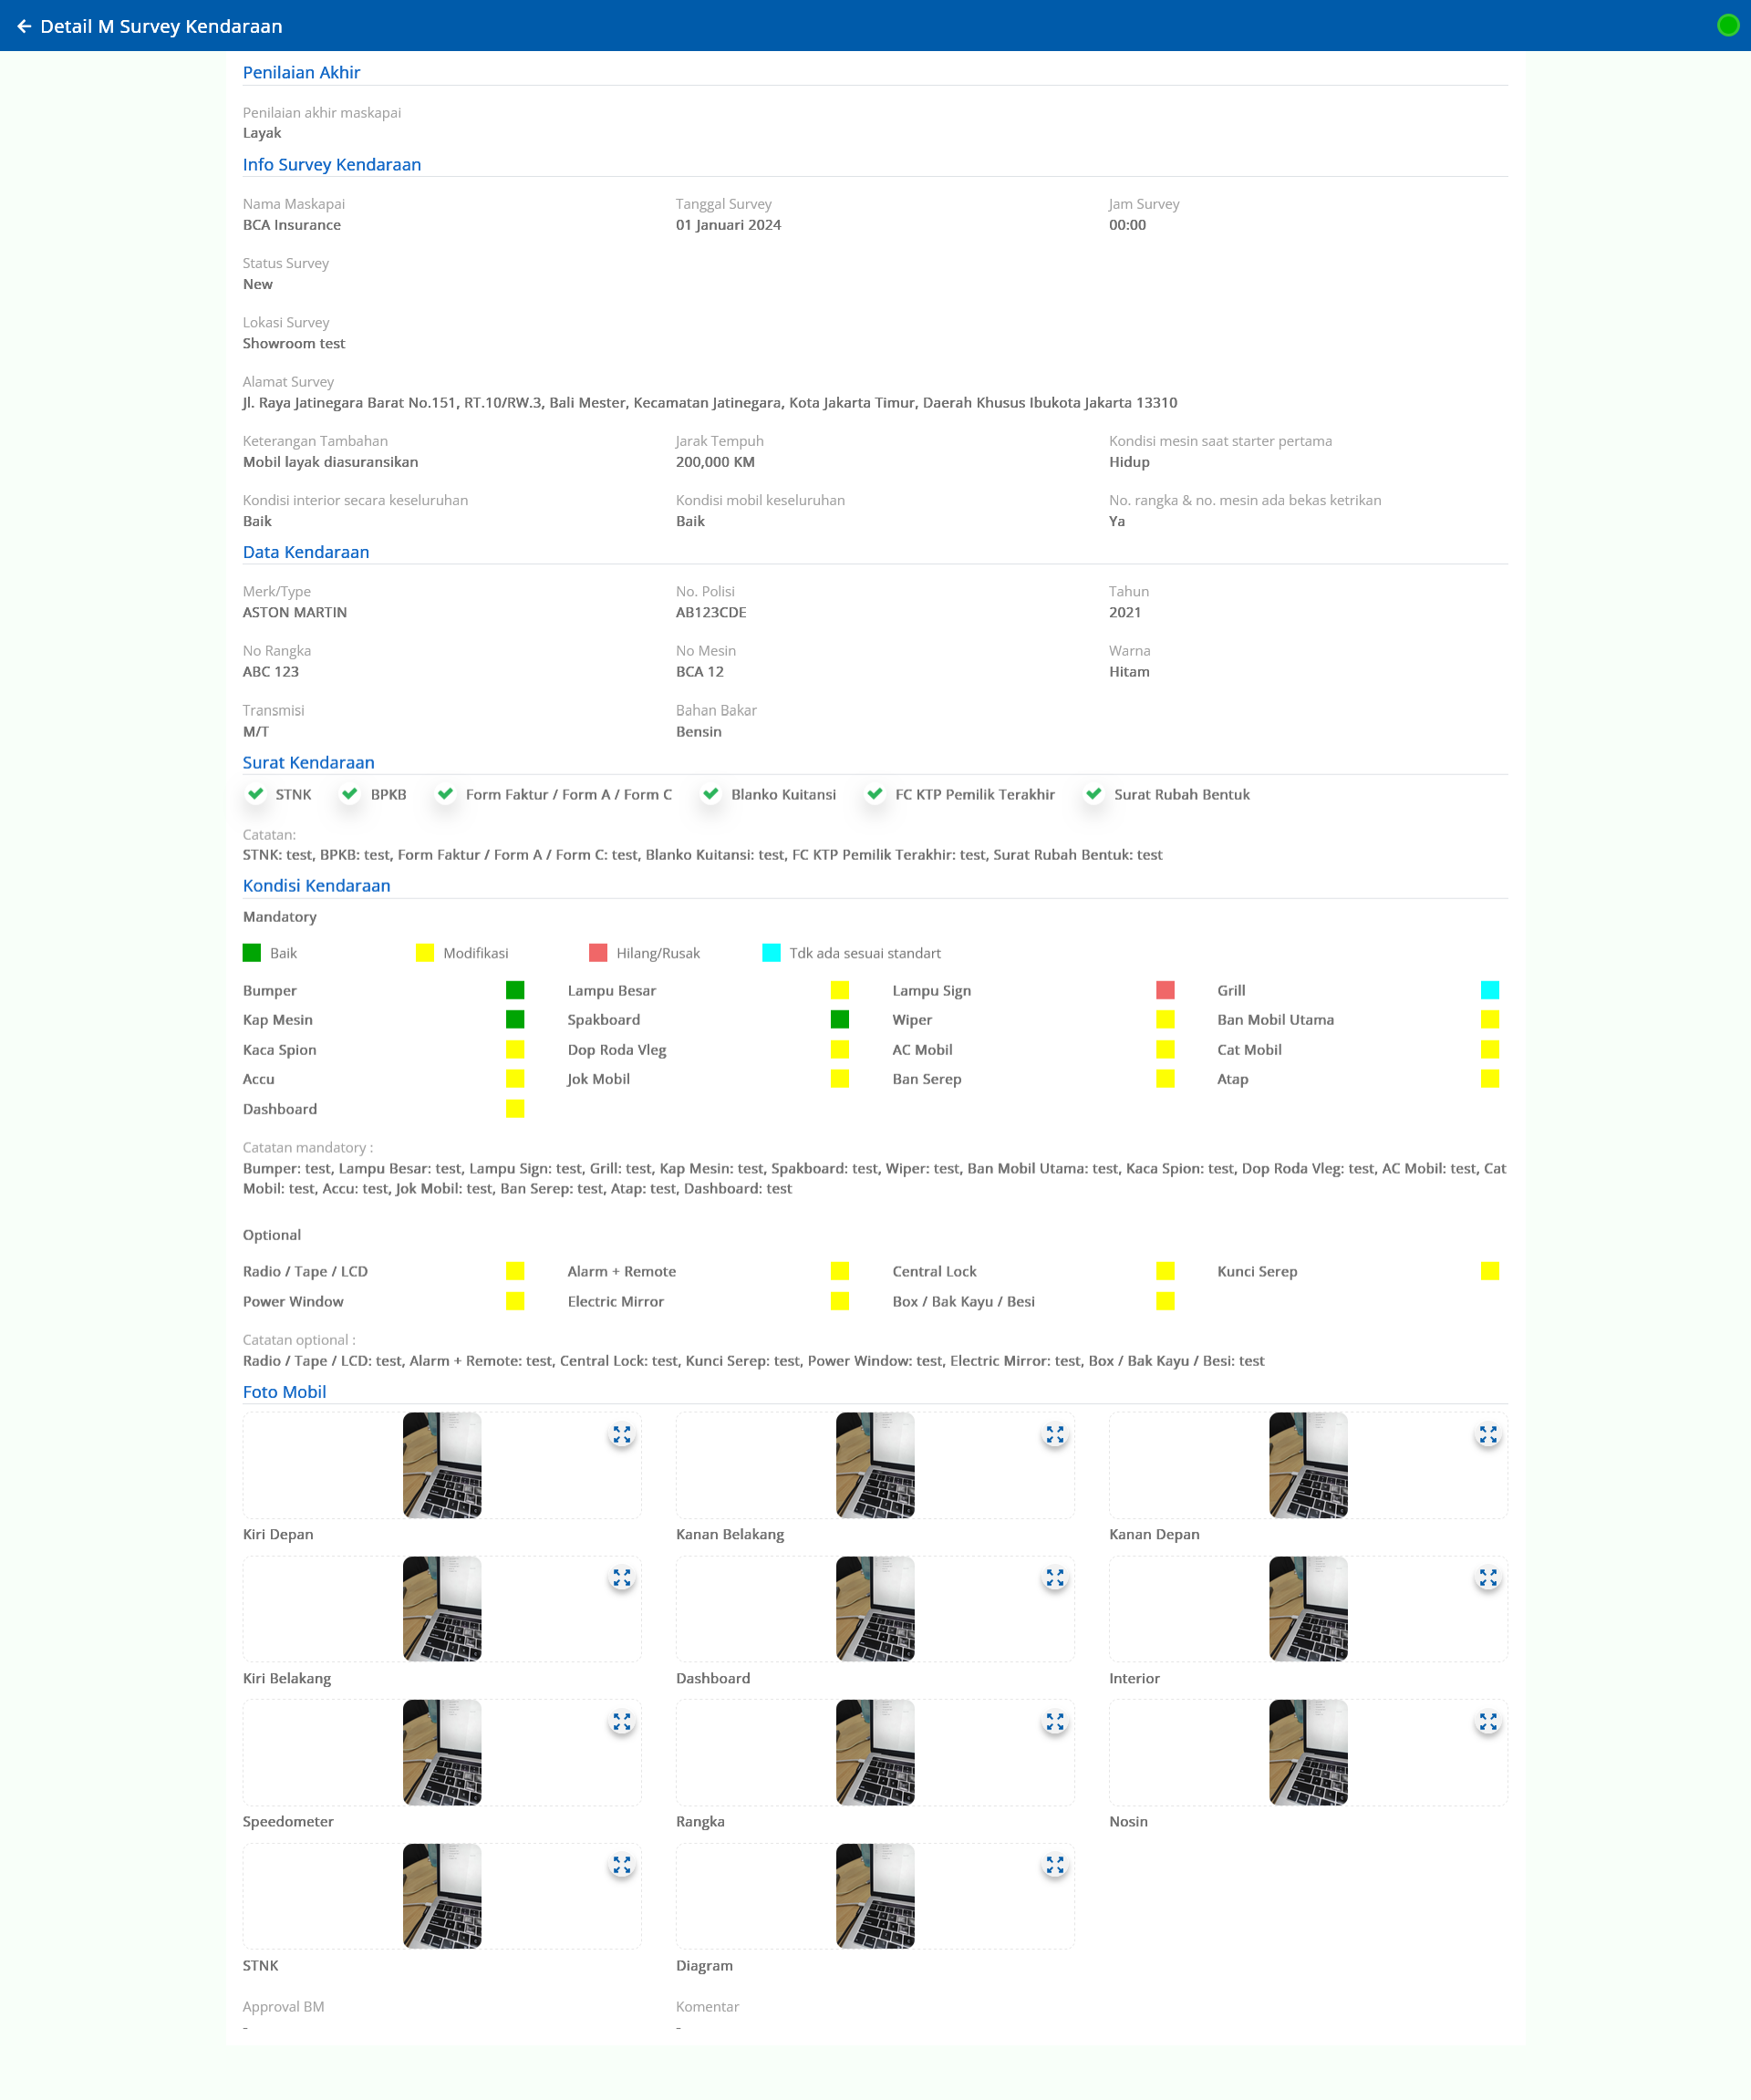 Detail M Survey Kendaraan
Penilaian Akhir
Penilaian akhir maskapai
Layak
Info Survey Kendaraan
Nama Maskapai Tanggal Survey Jam Survey
BCA Insurance 01 Januari 2024 00:00
Status Survey
New
Lokasi Survey
Showroom test
Alamat Survey
Jl. Raya Jatinegara Barat No.151, RT.10/RW.3, Bali Mester, Kecamatan Jatinegara, Kota Jakarta Timur, Daerah Khusus Ibukota Jakarta 13310
Keterangan Tambahan Jarak Tempuh Kondisi mesin saat starter pertama
Mobil layak diasuransikan 200,000 KM Hidup
Kondisi interior secara keseluruhan Kondisi mobil keseluruhan No. rangka & no. mesin ada bekas ketrikan
Baik Baik Ya
Data Kendaraan
Merk/Type No. Polisi Tahun
ASTON MARTIN AB123CDE 2021
No Rangka No Mesin Warna
ABC 123 BCA 12 Hitam
Transmisi Bahan Bakar
M/T Bensin
Surat Kendaraan
STNK BPKB Form Faktur / Form A / Form C Blanko Kuitansi FC KTP Pemilik Terakhir Surat Rubah Bentuk
Catatan:
STNK: test, BPKB: test, Form Faktur / Form A / Form C: test, Blanko Kuitansi: test, FC KTP Pemilik Terakhir: test, Surat Rubah Bentuk: test
Kondisi Kendaraan
Mandatory
Baik Modifikasi Hilang/Rusak Tdk ada sesuai standart
Bumper Lampu Besar Lampu Sign Grill
Kap Mesin Spakboard Wiper Ban Mobil Utama
Kaca Spion Dop Roda Vleg AC Mobil Cat Mobil
Accu Jok Mobil Ban Serep Atap
Dashboard
Catatan mandatory :
Bumper: test, Lampu Besar: test, Lampu Sign: test, Grill: test, Kap Mesin: test, Spakboard: test, Wiper: test, Ban Mobil Utama: test, Kaca Spion: test, Dop Roda Vleg: test, AC Mobil: test, Cat
Mobil: test, Accu: test, Jok Mobil: test, Ban Serep: test, Atap: test, Dashboard: test
Optional
Radio / Tape / LCD Alarm + Remote Central Lock Kunci Serep
Power Window Electric Mirror Box / Bak Kayu / Besi
Catatan optional :
Radio / Tape / LCD: test, Alarm + Remote: test, Central Lock: test, Kunci Serep: test, Power Window: test, Electric Mirror: test, Box / Bak Kayu / Besi: test
Foto Mobil
Kiri Depan Kanan Belakang Kanan Depan
Kiri Belakang Dashboard Interior
Speedometer Rangka Nosin
STNK Diagram
Approval BM Komentar
- -